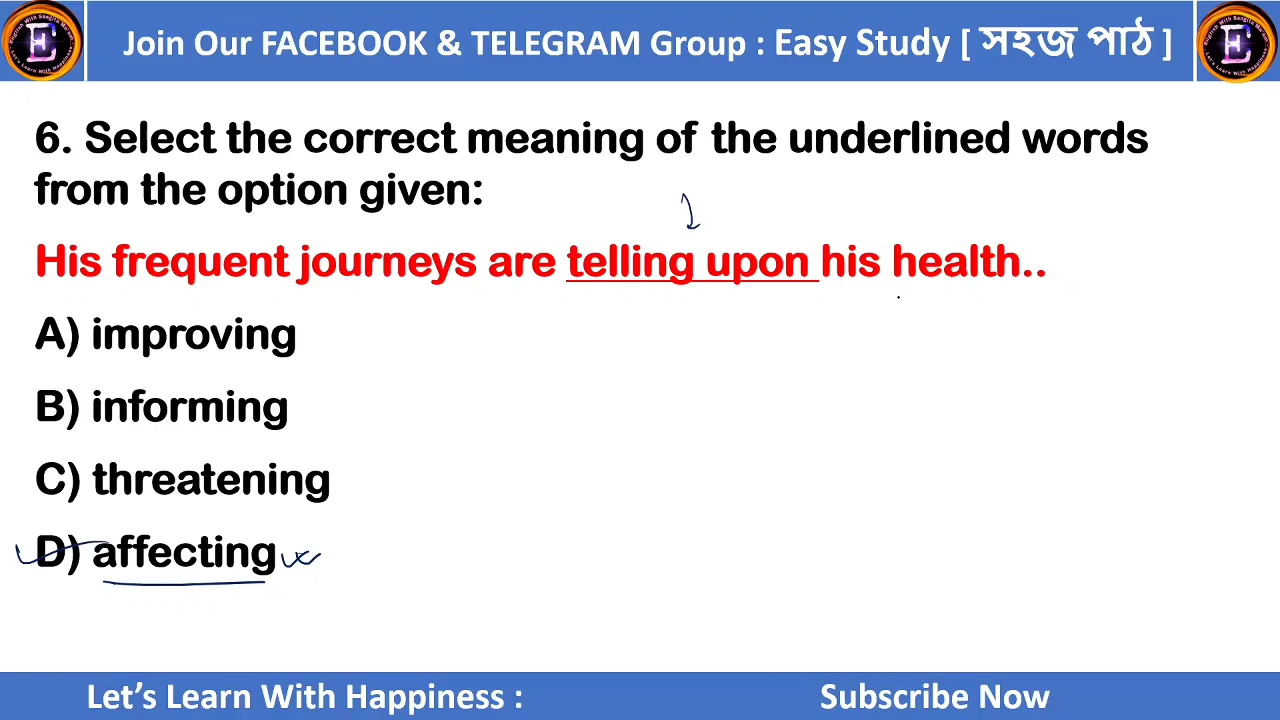 Join Our FACEBOOK & TELEGRAM Group : Easy Study [ সহজ পাঠ ]
6. Select the correct meaning of the underlined words
from the option given:
His frequent journeys are telling upon his health..
A) improving
B) informing
C) threatening
D) affecting
Let’s Learn With Happiness :
Subscribe Now